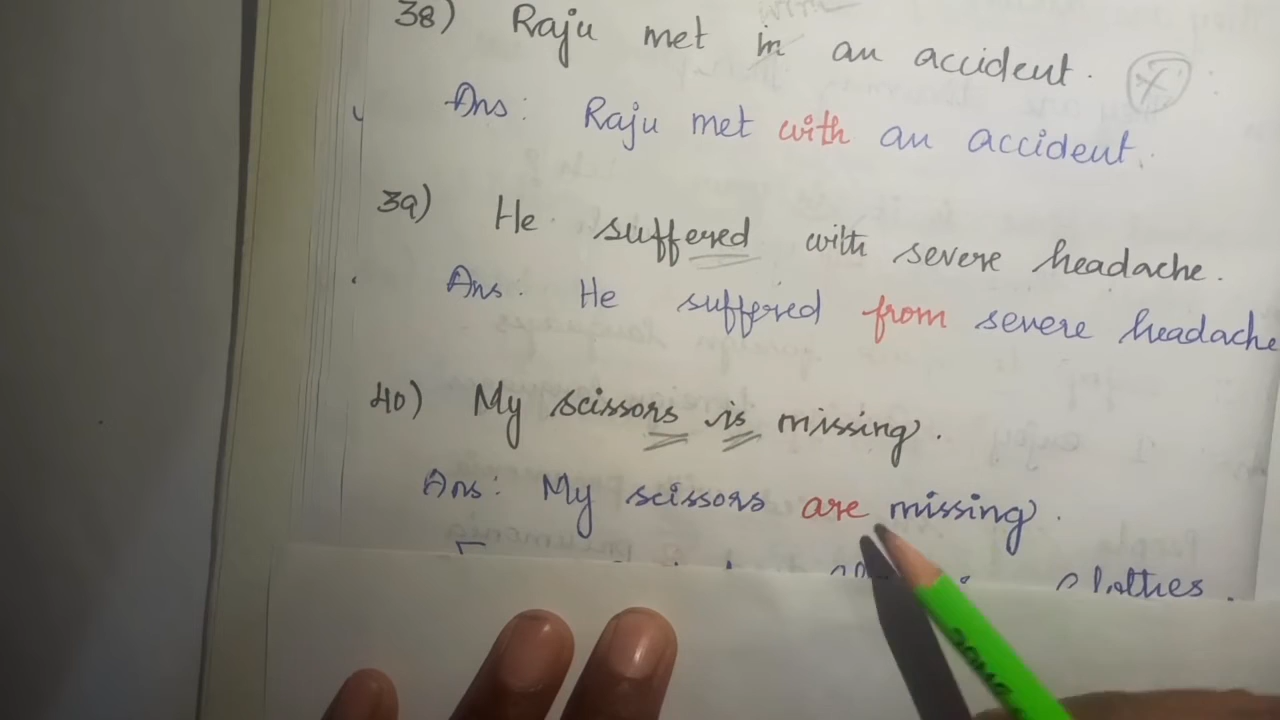 38) Raju met in an accident.
Ans: Raju met with an accident.
39) He suffered with severe headache.
Ans: He suffered from severe headache
40) My scissors is missing.
Ans: My scissors are missing.
clothes.